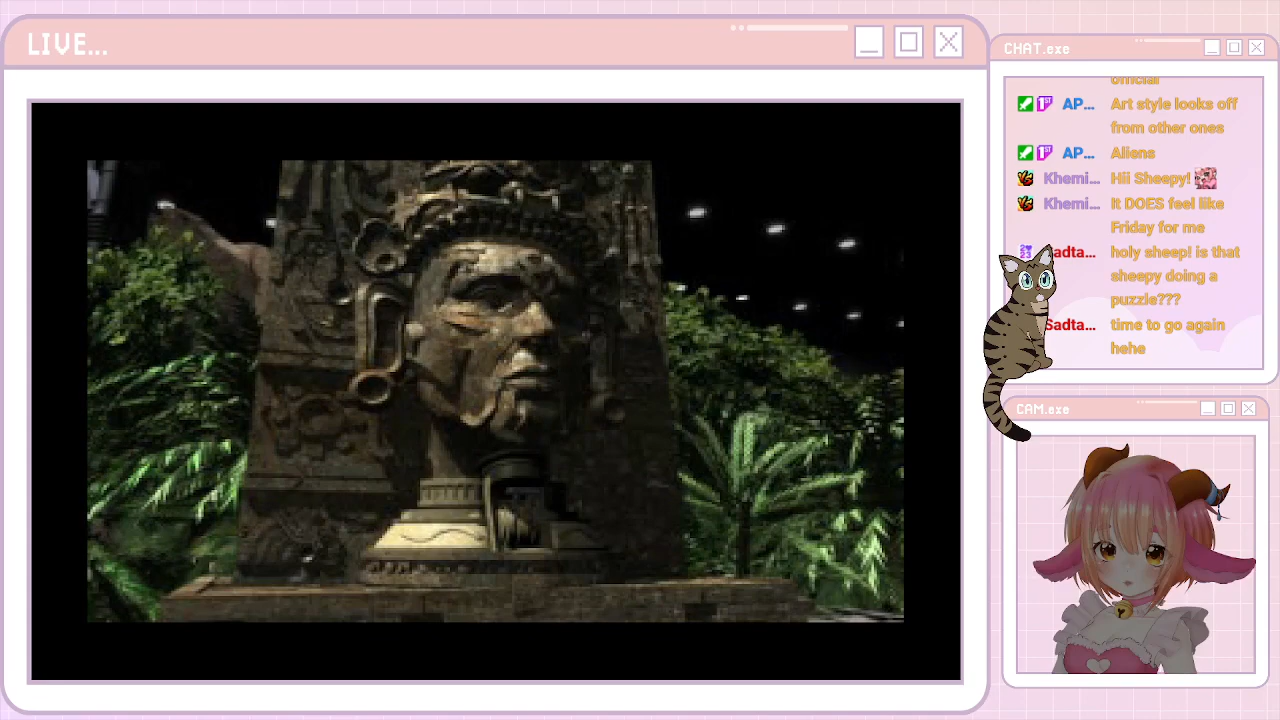 LIVE...
CHAT.exe
official
AP... Art style looks off
from other ones
AP... Aliens
Khemi... Hii Sheepy!
Khemi... It DOES feel like
Friday for me
adta... holy sheep! is that
sheepy doing a
puzzle???
Sadta... time to go again
hehe
CAM.exe